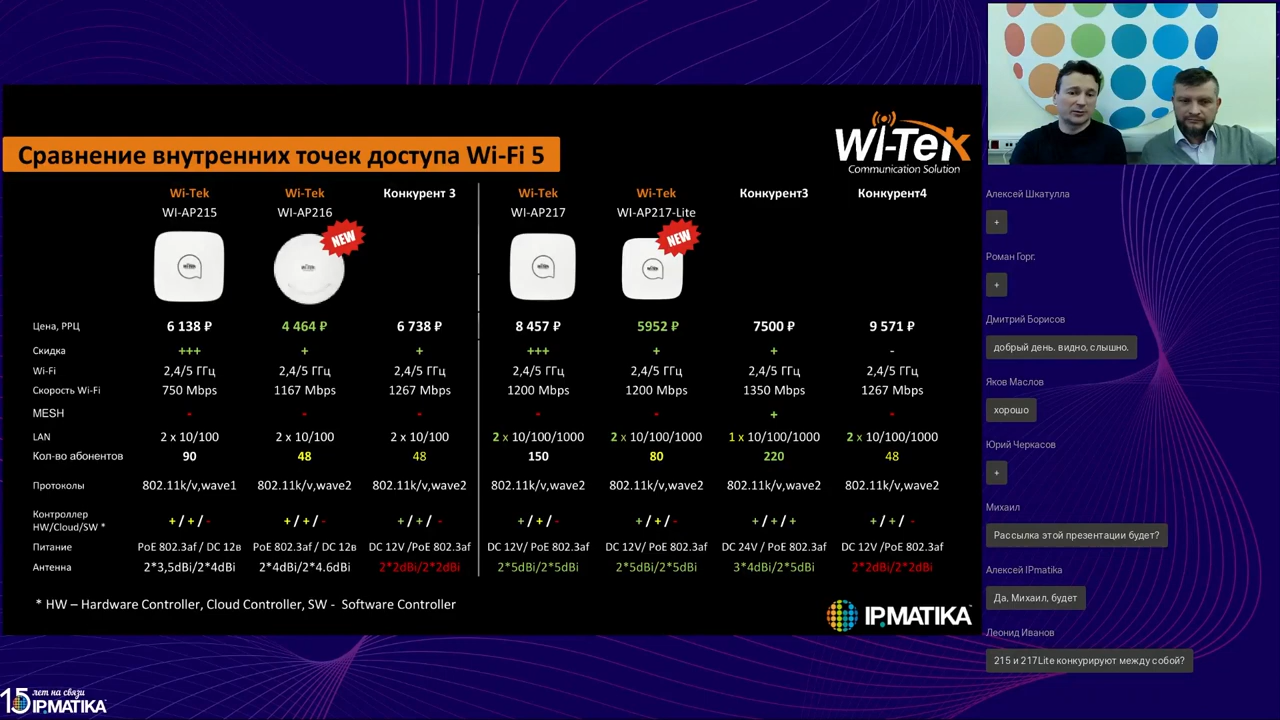 Сравнение внутренних точек доступа Wi-Fi 5
Wi-Tek
Communication Solution
Wi-Tek Wi-Tek Конкурент 3 Wi-Tek Wi-Tek Конкурент3 Конкурент4
WI-AP215 WI-AP216 WI-AP217 WI-AP217-Lite
NEW NEW
Цена, РРЦ 6 138 ₽ 4 464 ₽ 6 738 ₽ 8 457 ₽ 5952 ₽ 7500 ₽ 9 571 ₽
Скидка +++ + + +++ + + -
Wi-Fi 2,4/5 ГГц 2,4/5 ГГц 2,4/5 ГГц 2,4/5 ГГц 2,4/5 ГГц 2,4/5 ГГц 2,4/5 ГГц
Скорость Wi-Fi 750 Mbps 1167 Mbps 1267 Mbps 1200 Mbps 1200 Mbps 1350 Mbps 1267 Mbps
MESH - - - - - + -
LAN 2 x 10/100 2 x 10/100 2 x 10/100 2 x 10/100/1000 2 x 10/100/1000 1 x 10/100/1000 2 x 10/100/1000
Кол-во абонентов 90 48 48 150 80 220 48
Протоколы 802.11k/v,wave1 802.11k/v,wave2 802.11k/v,wave2 802.11k/v,wave2 802.11k/v,wave2 802.11k/v,wave2 802.11k/v,wave2
Контроллер
HW/Cloud/SW * +/+/- +/+/- +/+/- +/+/- +/+/- +/+/+ +/+/-
Питание PoE 802.3af / DC 12в PoE 802.3af / DC 12в DC 12V /PoE 802.3af DC 12V/ PoE 802.3af DC 12V/ PoE 802.3af DC 24V / PoE 802.3af DC 12V/ PoE 802.3af
Антенна 2*3,5dBi/2*4dBi 2*4dBi/2*4.6dBi 2*2dBi/2*2dBi 2*5dBi/2*5dBi 2*5dBi/2*5dBi 3*4dBi/2*5dBi 2*2dBi/2*2dBi
* HW – Hardware Controller, Cloud Controller, SW - Software Controller
IPMATIKA
15 лет на связи
IPMATIKA
Алексей Шкатулла
+
Роман Горг.
+
Дмитрий Борисов
добрый день. видно, слышно.
Яков Маслов
хорошо
Юрий Черкасов
+
Михаил
Рассылка этой презентации будет?
Алексей IPmatika
Да, Михаил, будет
Леонид Иванов
215 и 217Lite конкурируют между собой?